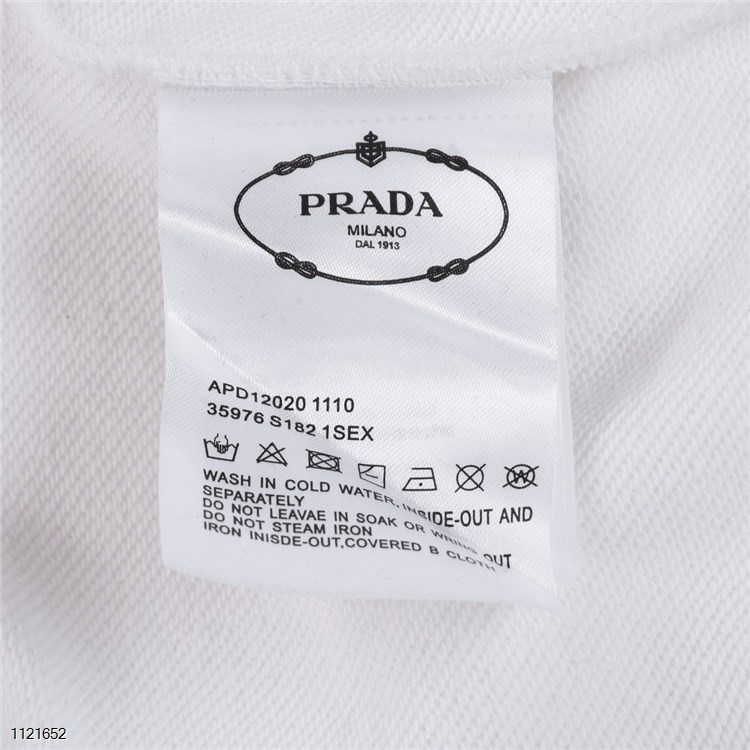 PRADA
MILANO
DAL 1913
APD12020 1110
35976 S182 1SEX
WASH IN COLD WATER, INSIDE-OUT AND
SEPARATELY
DO NOT LEAVAE IN SOAK OR WRING OUT
DO NOT STEAM IRON
IRON INISDE-OUT,COVERED B CLOTH
1121652